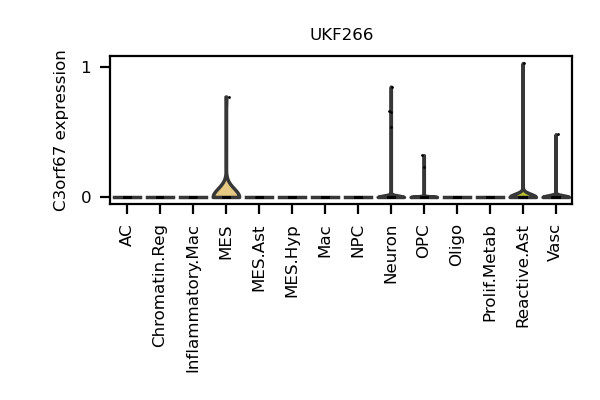 UKF266
C3orf67 expression
1
0
AC
Chromatin.Reg
Inflammatory.Mac
MES
MES.Ast
MES.Hyp
Mac
NPC
Neuron
OPC
Oligo
Prolif.Metab
Reactive.Ast
Vasc